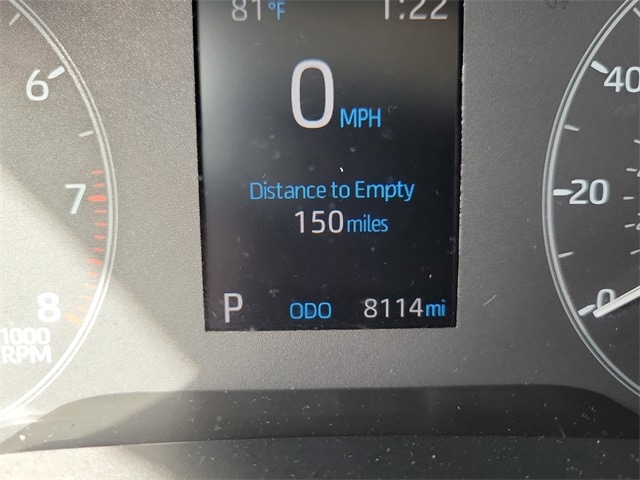 81°F 1:22
6
0 MPH
40
Distance to Empty
7
20
150 miles
8
P ODO 8114 mi
0
1000
RPM